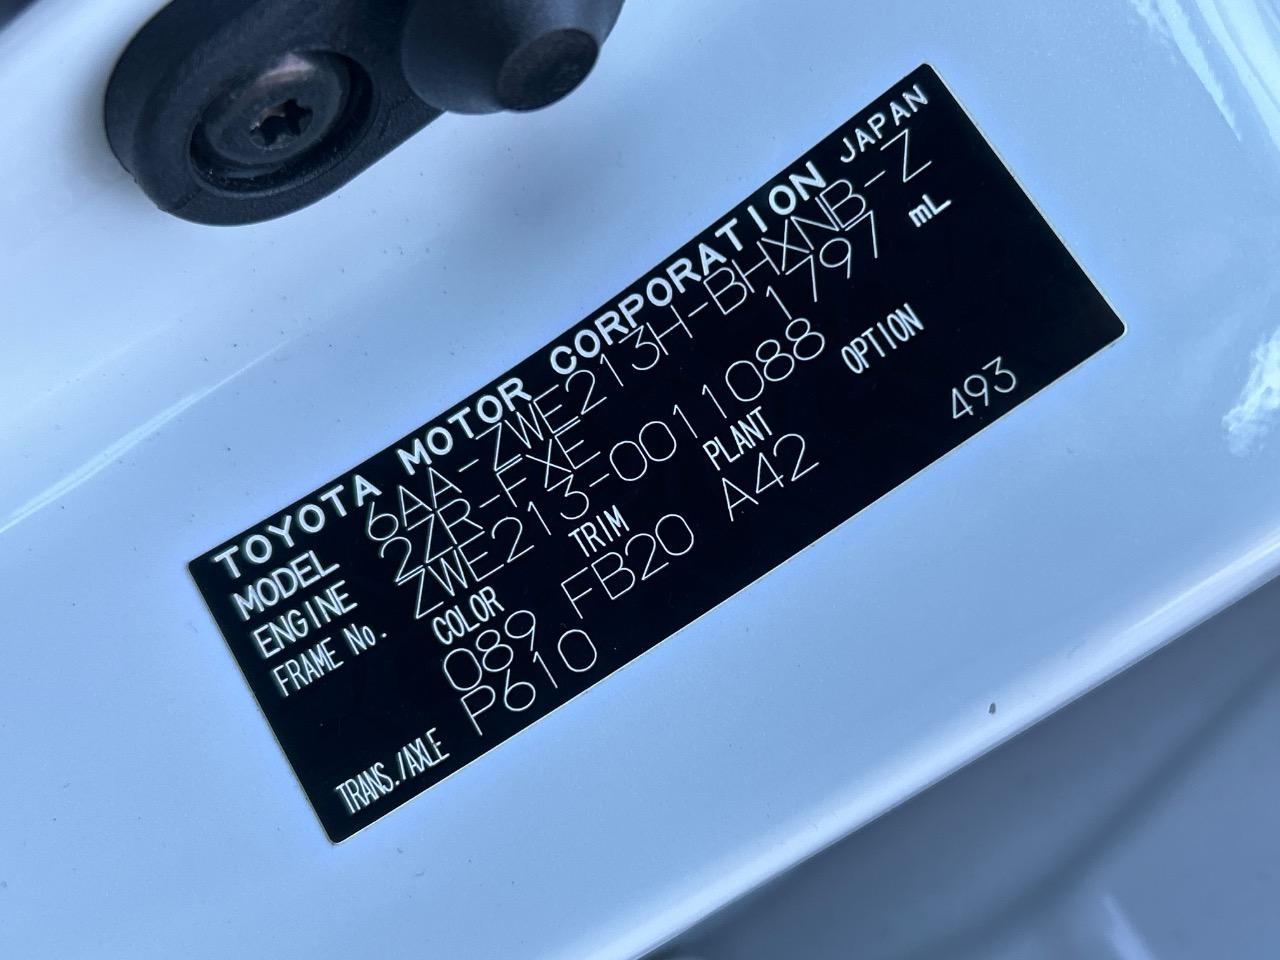 TOYOTA MOTOR CORPORATION JAPAN
MODEL 6AA-ZWE213H-BHXNB-Z
ENGINE 2ZR-FXE 1797 mL
FRAME No. ZWE213-0011088
COLOR TRIM PLANT OPTION
089 FB20 A42
TRANS./AXLE P610 493